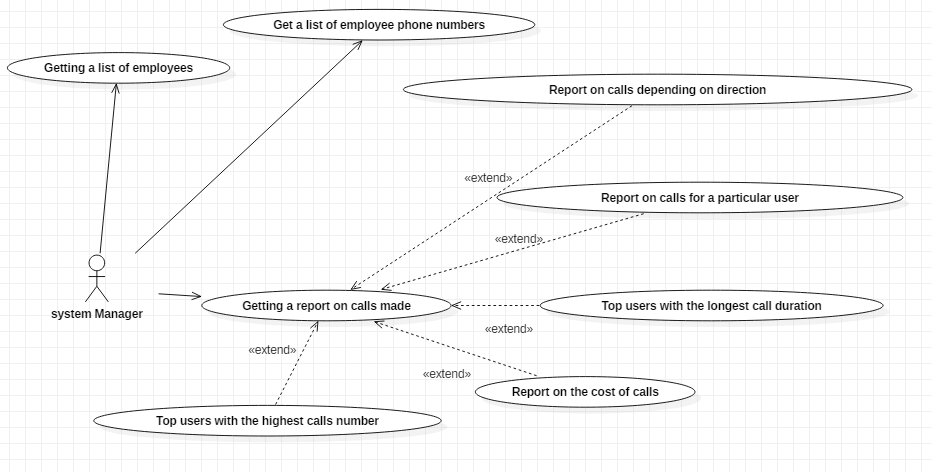 Get a list of employee phone numbers
Getting a list of employees
Report on calls depending on direction
«extend»
Report on calls for a particular user
«extend»
system Manager
Getting a report on calls made
Top users with the longest call duration
«extend»
«extend»
«extend»
Report on the cost of calls
Top users with the highest calls number